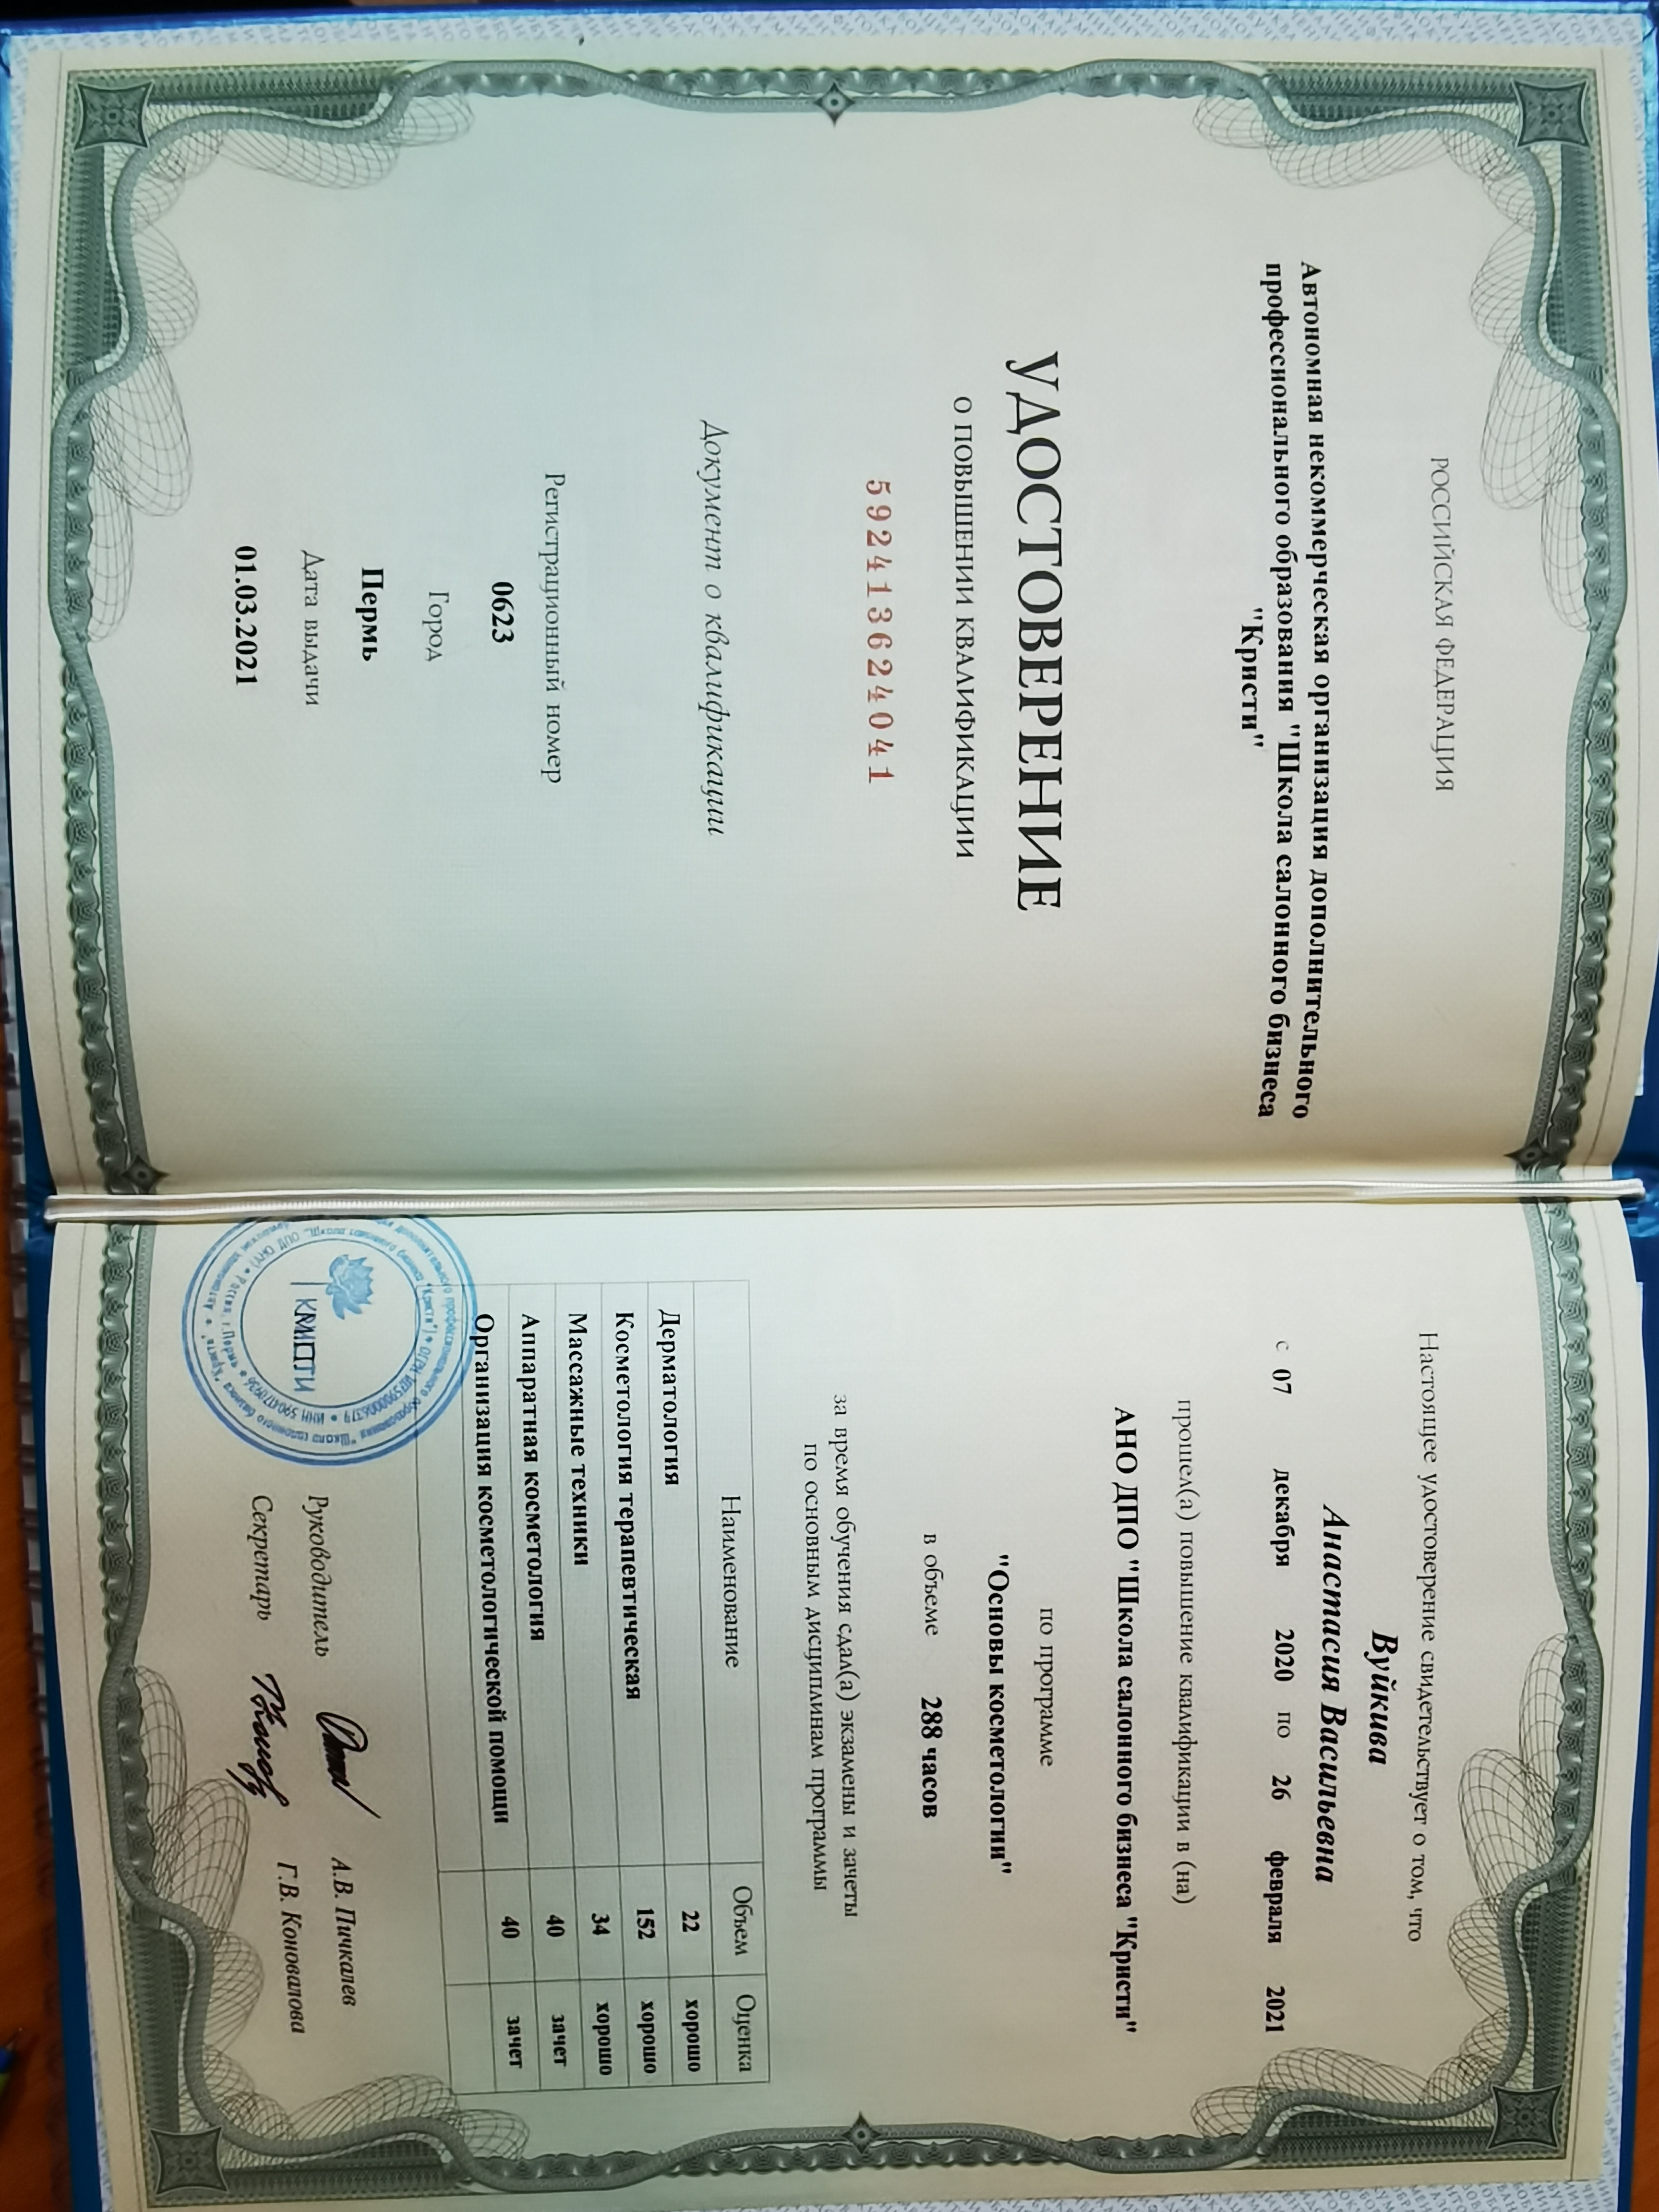 РОССИЙСКАЯ ФЕДЕРАЦИЯ
Автономная некоммерческая организация дополнительного
профессионального образования "Школа салонного бизнеса
"Кристи"
УДОСТОВЕРЕНИЕ
О ПОВЫШЕНИИ КВАЛИФИКАЦИИ
592413624041
Документ о квалификации
Регистрационный номер
0623
Город
Пермь
Дата выдачи
01.03.2021
Настоящее удостоверение свидетельствует о том, что
Вуйкива
Анастасия Васильевна
с 07 декабря 2020 по 26 февраля 2021
прошел(а) повышение квалификации в (на)
АНО ДПО "Школа салонного бизнеса "Кристи"
по программе
"Основы косметологии"
в объеме 288 часов
за время обучения сдал(а) экзамены и зачеты
по основным дисциплинам программы
Наименование Объем Оценка
Дерматология 22 хорошо
Косметология терапевтическая 152 хорошо
Массажные техники 34 хорошо
Аппаратная косметология 40 зачет
Организация косметологической помощи 40 зачет
Руководитель А.В. Пичкалев
Секретарь Г.В. Коновалова